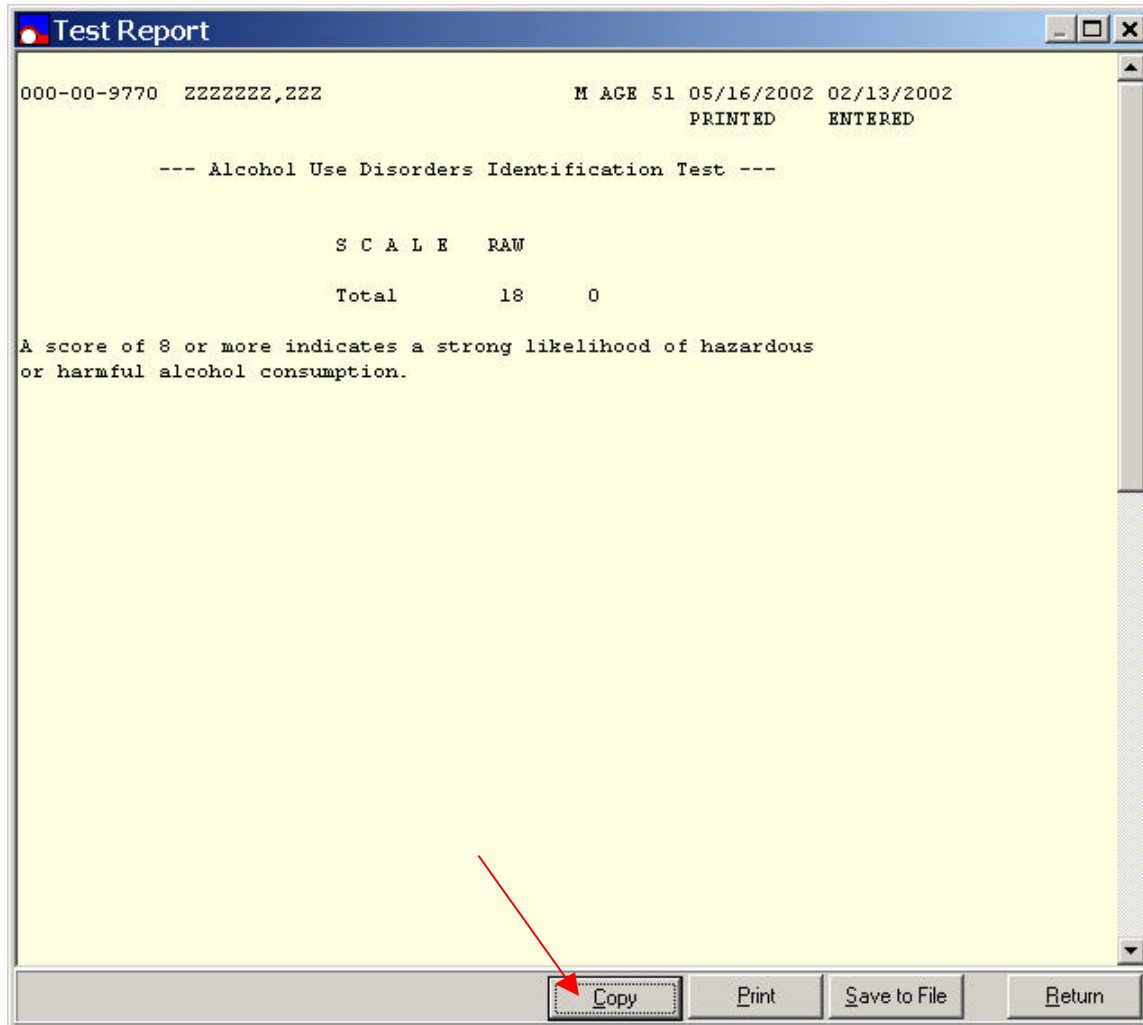 Test Report
000-00-9770 ZZZZZZZ,ZZZ M AGE 51 05/16/2002 02/13/2002
PRINTED ENTERED
--- Alcohol Use Disorders Identification Test ---
S C A L E RAW
Total 18 0
A score of 8 or more indicates a strong likelihood of hazardous
or harmful alcohol consumption.
Copy Print Save to File Return